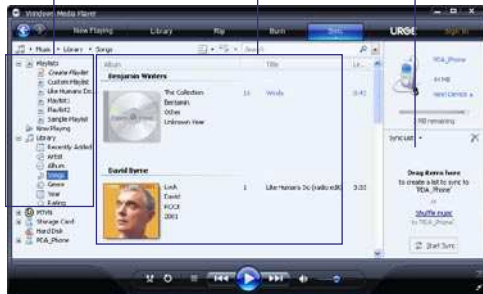 Windows Media Player
Now Playing Library Rip Burn Sync URGE Sign In
Music Library Songs Search
Playlists
Create Playlist
Custom Playlist
Like Humans Do
Playlist1
Playlist2
Sample Playlist
Now Playing
Library
Recently Added
Artist
Album
Songs
Genre
Year
Rating
Storage Card
Hard Disk
PDA_Phone
Album Title
Benjamin Winters
The Collection
Benjamin
Other
Unknown Year
David Byrne
Look
David
ROCK
2001
1 Like Humans Do (radio edit)
PDA_Phone
Next Device
MB remaining
Sync List
Drag items here
to create a list to sync to
'PDA_Phone'
or
Shuffle music
to 'PDA_Phone'
Start Sync